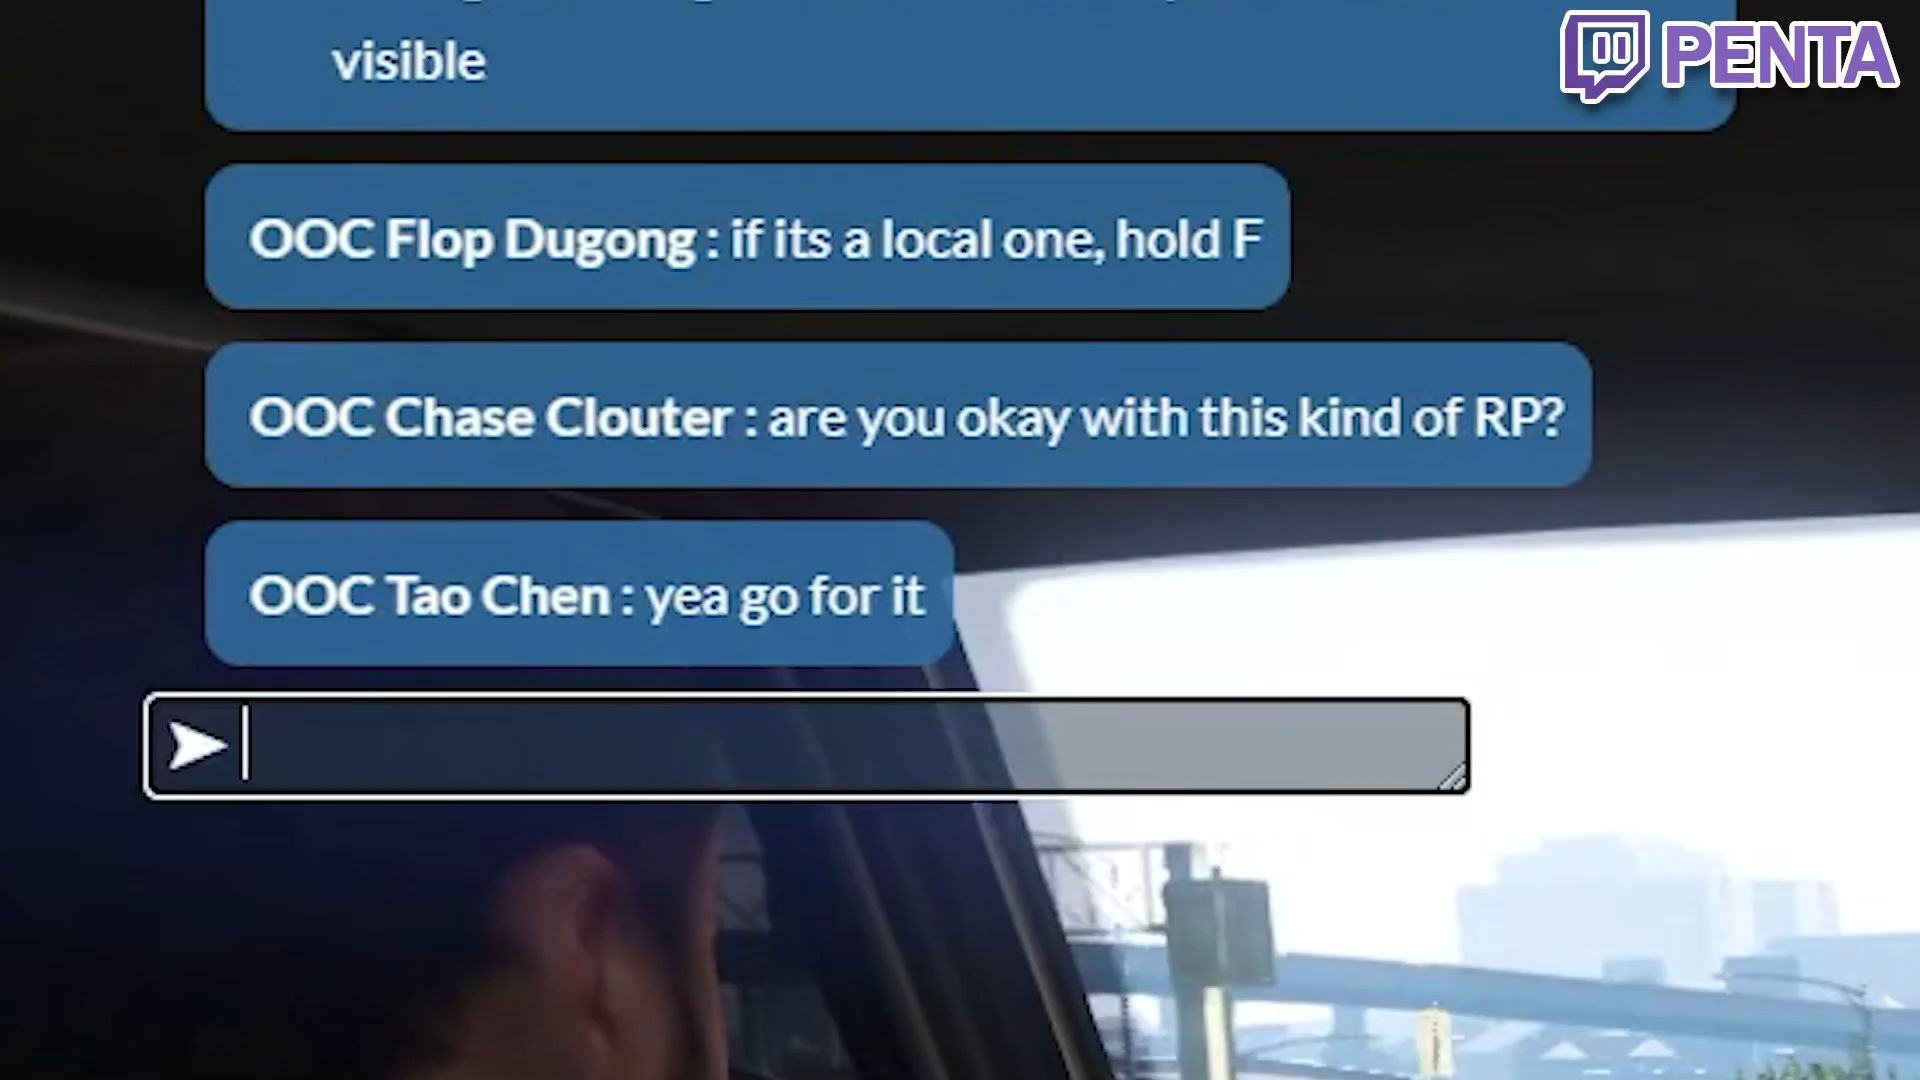 PENTA
visible
OOC Flop Dugong : if its a local one, hold F
OOC Chase Clouter : are you okay with this kind of RP?
OOC Tao Chen : yea go for it